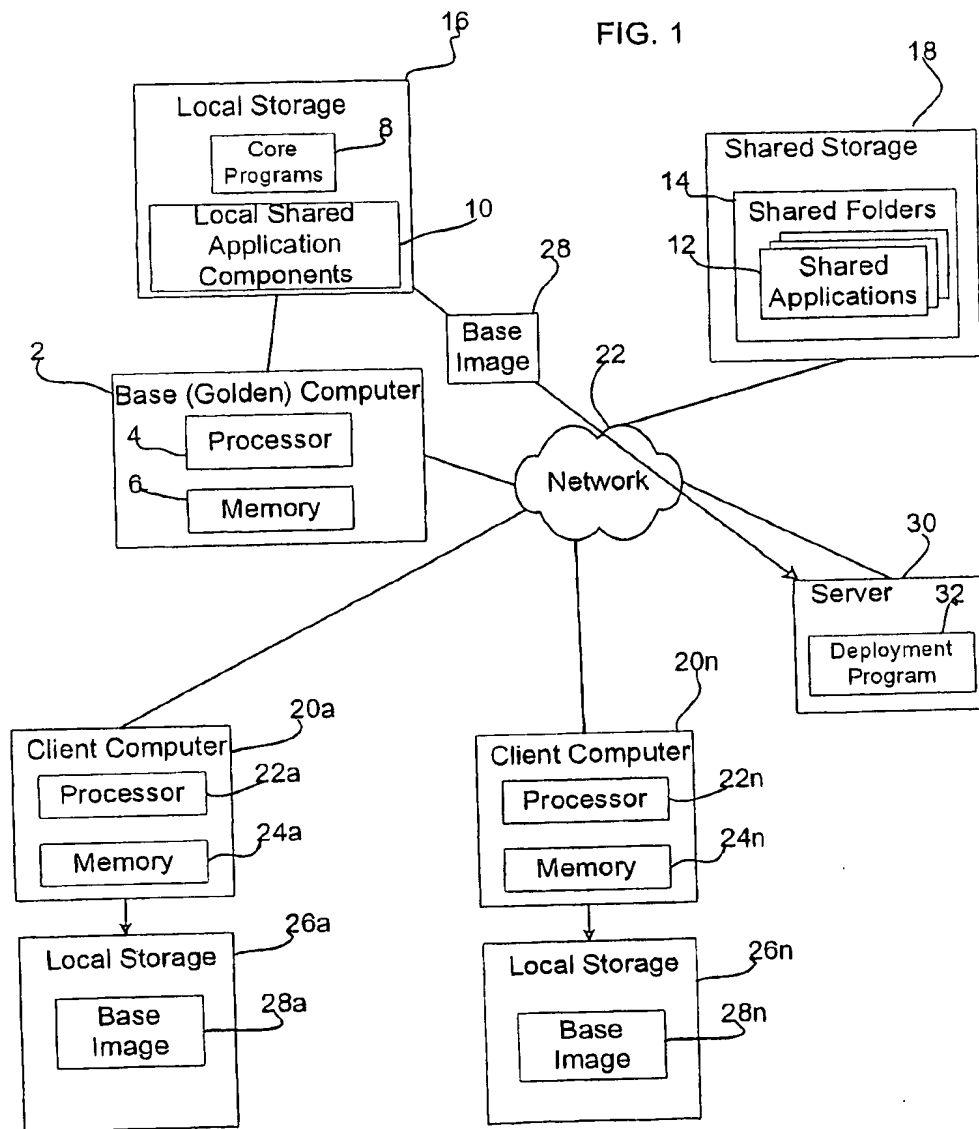 FIG. 1
16
Local Storage
8
Core
Programs
10
Local Shared
Application
Components
18
Shared Storage
14
Shared Folders
12
Shared
Applications
28
Base
Image
2
Base (Golden) Computer
4
Processor
6
Memory
22
Network
30
Server
32
Deployment
Program
20a
Client Computer
22a
Processor
24a
Memory
26a
Local Storage
28a
Base
Image
20n
Client Computer
22n
Processor
24n
Memory
26n
Local Storage
28n
Base
Image